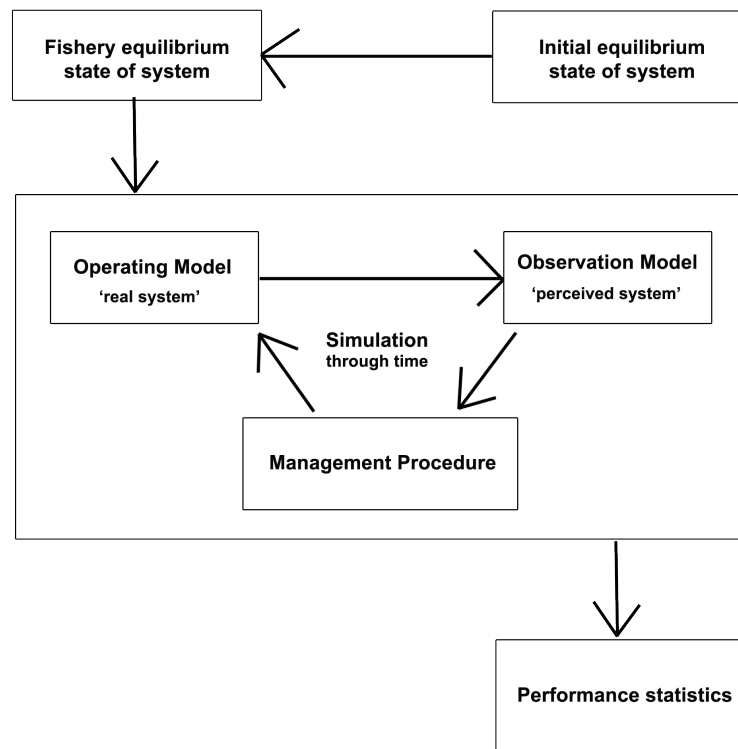 Fishery equilibrium
state of system
Initial equilibrium
state of system
Operating Model
‘real system’
Observation Model
‘perceived system’
Simulation
through time
Management Procedure
Performance statistics